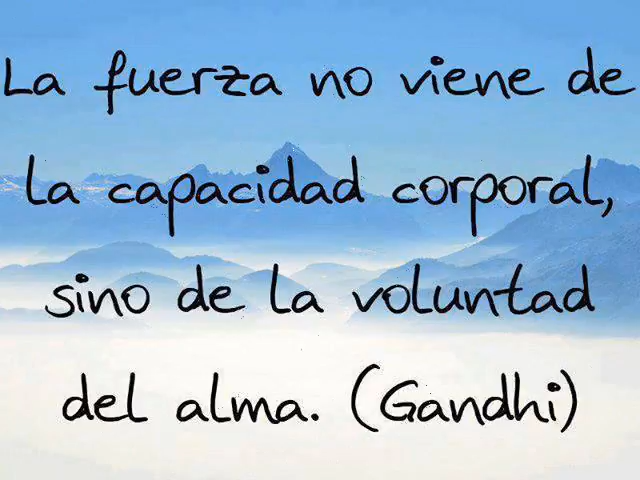 La fuerza no viene de
la capacidad corporal,
sino de la voluntad
del alma. (Gandhi)